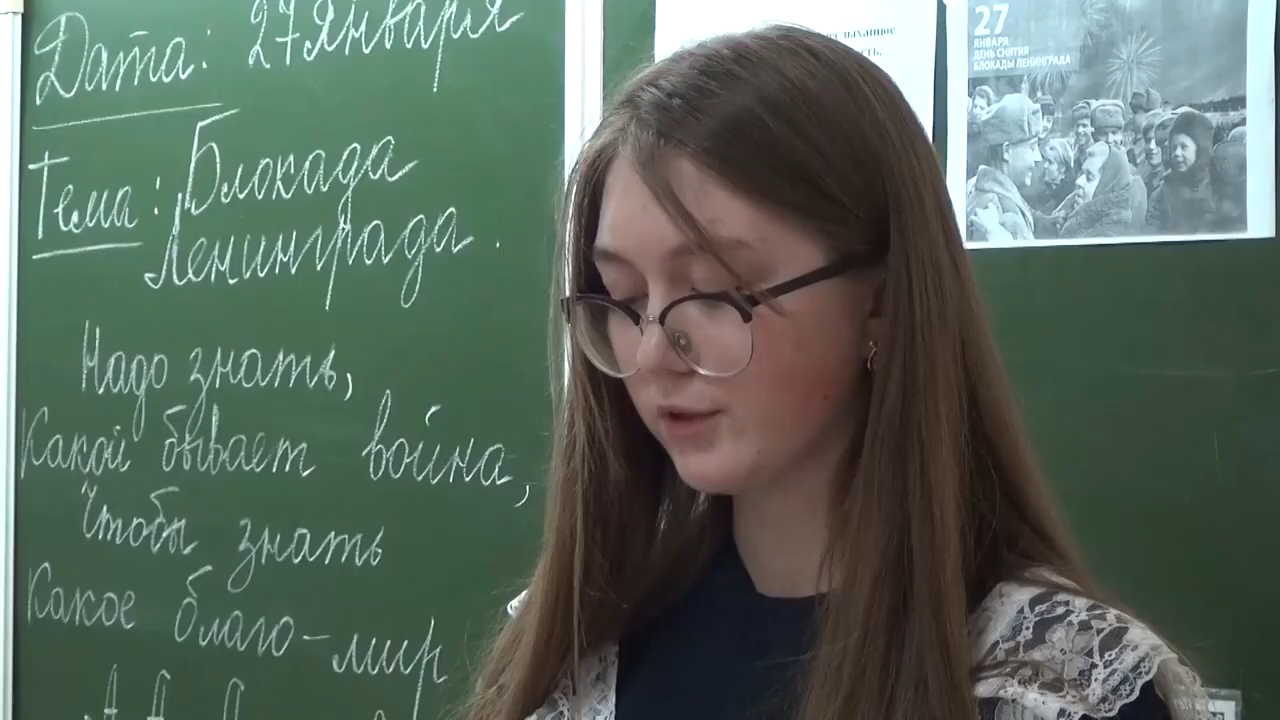 Дата: 27 Января
Тема: Блокада
Ленинграда.
Надо знать,
Какой бывает война,
Чтобы знать
Какое благо - мир
27
ЯНВАРЯ
ДЕНЬ СНЯТИЯ
БЛОКАДЫ ЛЕНИНГРАДА